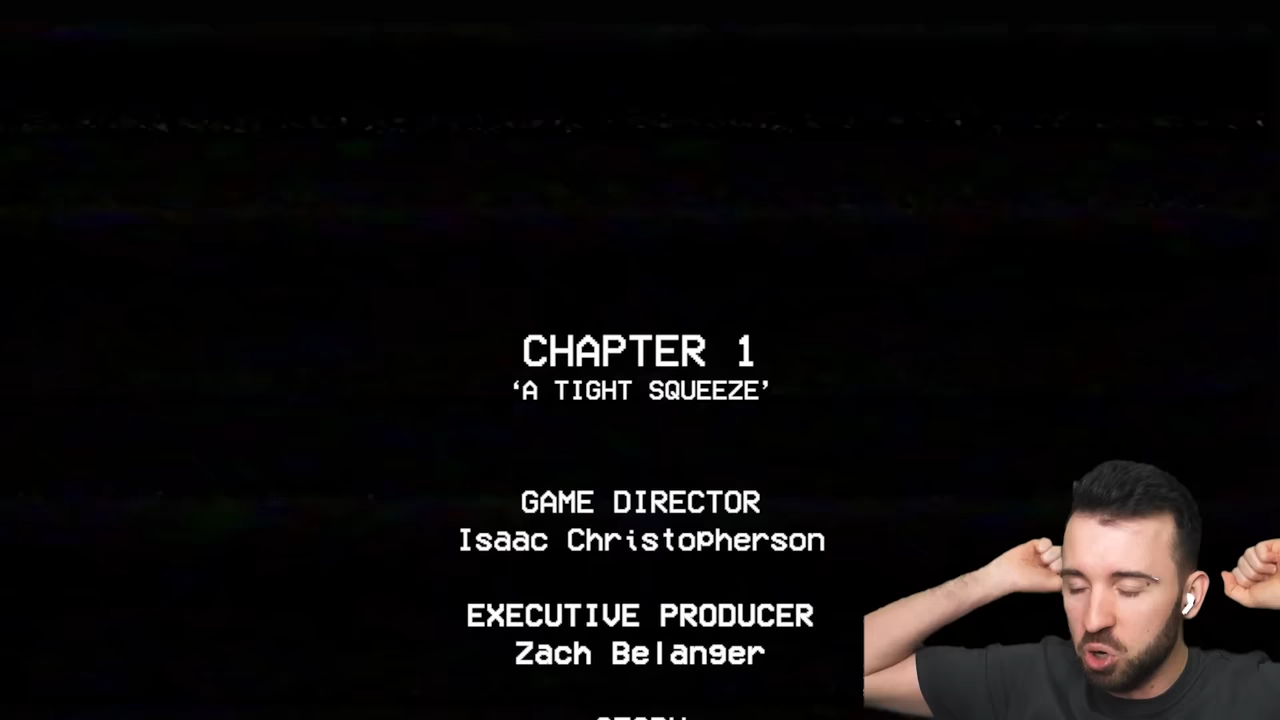 CHAPTER 1
‘A TIGHT SQUEEZE’
GAME DIRECTOR
Isaac Christopherson
EXECUTIVE PRODUCER
Zach Belanger